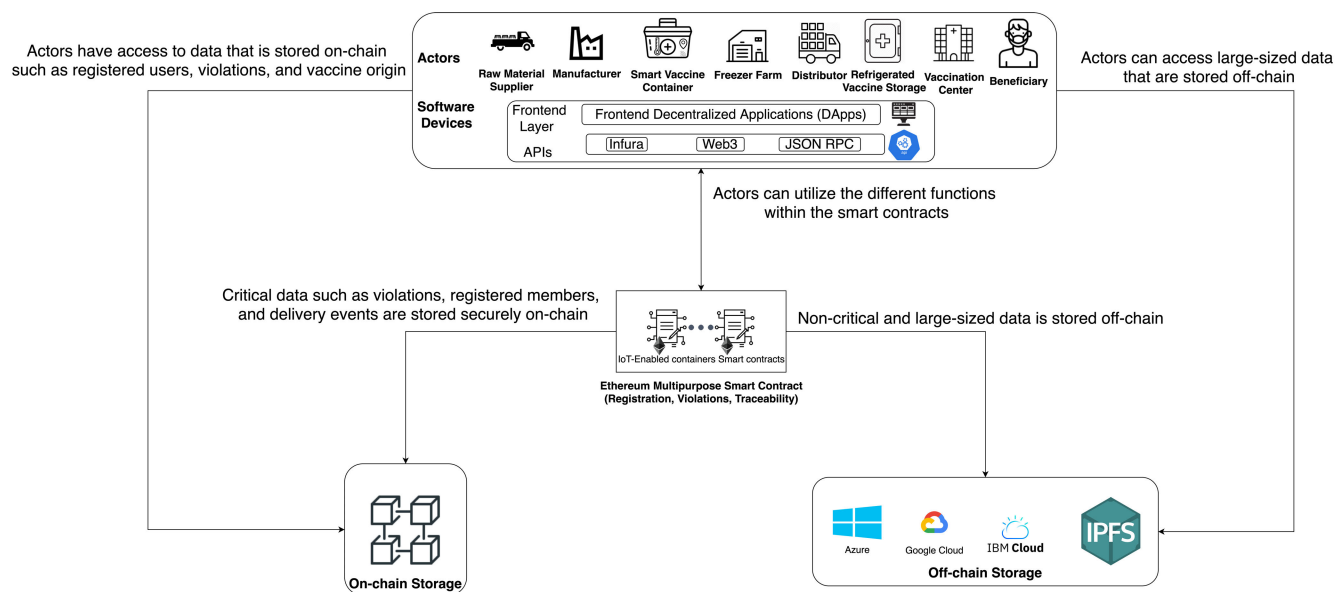 Actors have access to data that is stored on-chain
such as registered users, violations, and vaccine origin
Actors
Raw Material
Supplier
Manufacturer
Smart Vaccine
Container
Freezer Farm
Distributor
Refrigerated
Vaccine Storage
Vaccination
Center
Beneficiary
Actors can access large-sized data
that are stored off-chain
Software
Devices
Frontend
Layer
Frontend Decentralized Applications (DApps)
APIs
Infura
Web3
JSON RPC
Actors can utilize the different functions
within the smart contracts
Critical data such as violations, registered members,
and delivery events are stored securely on-chain
Non-critical and large-sized data is stored off-chain
IoT-Enabled containers Smart contracts
Ethereum Multipurpose Smart Contract
(Registration, Violations, Traceability)
On-chain Storage
Azure
Google Cloud
IBM Cloud
IPFS
Off-chain Storage